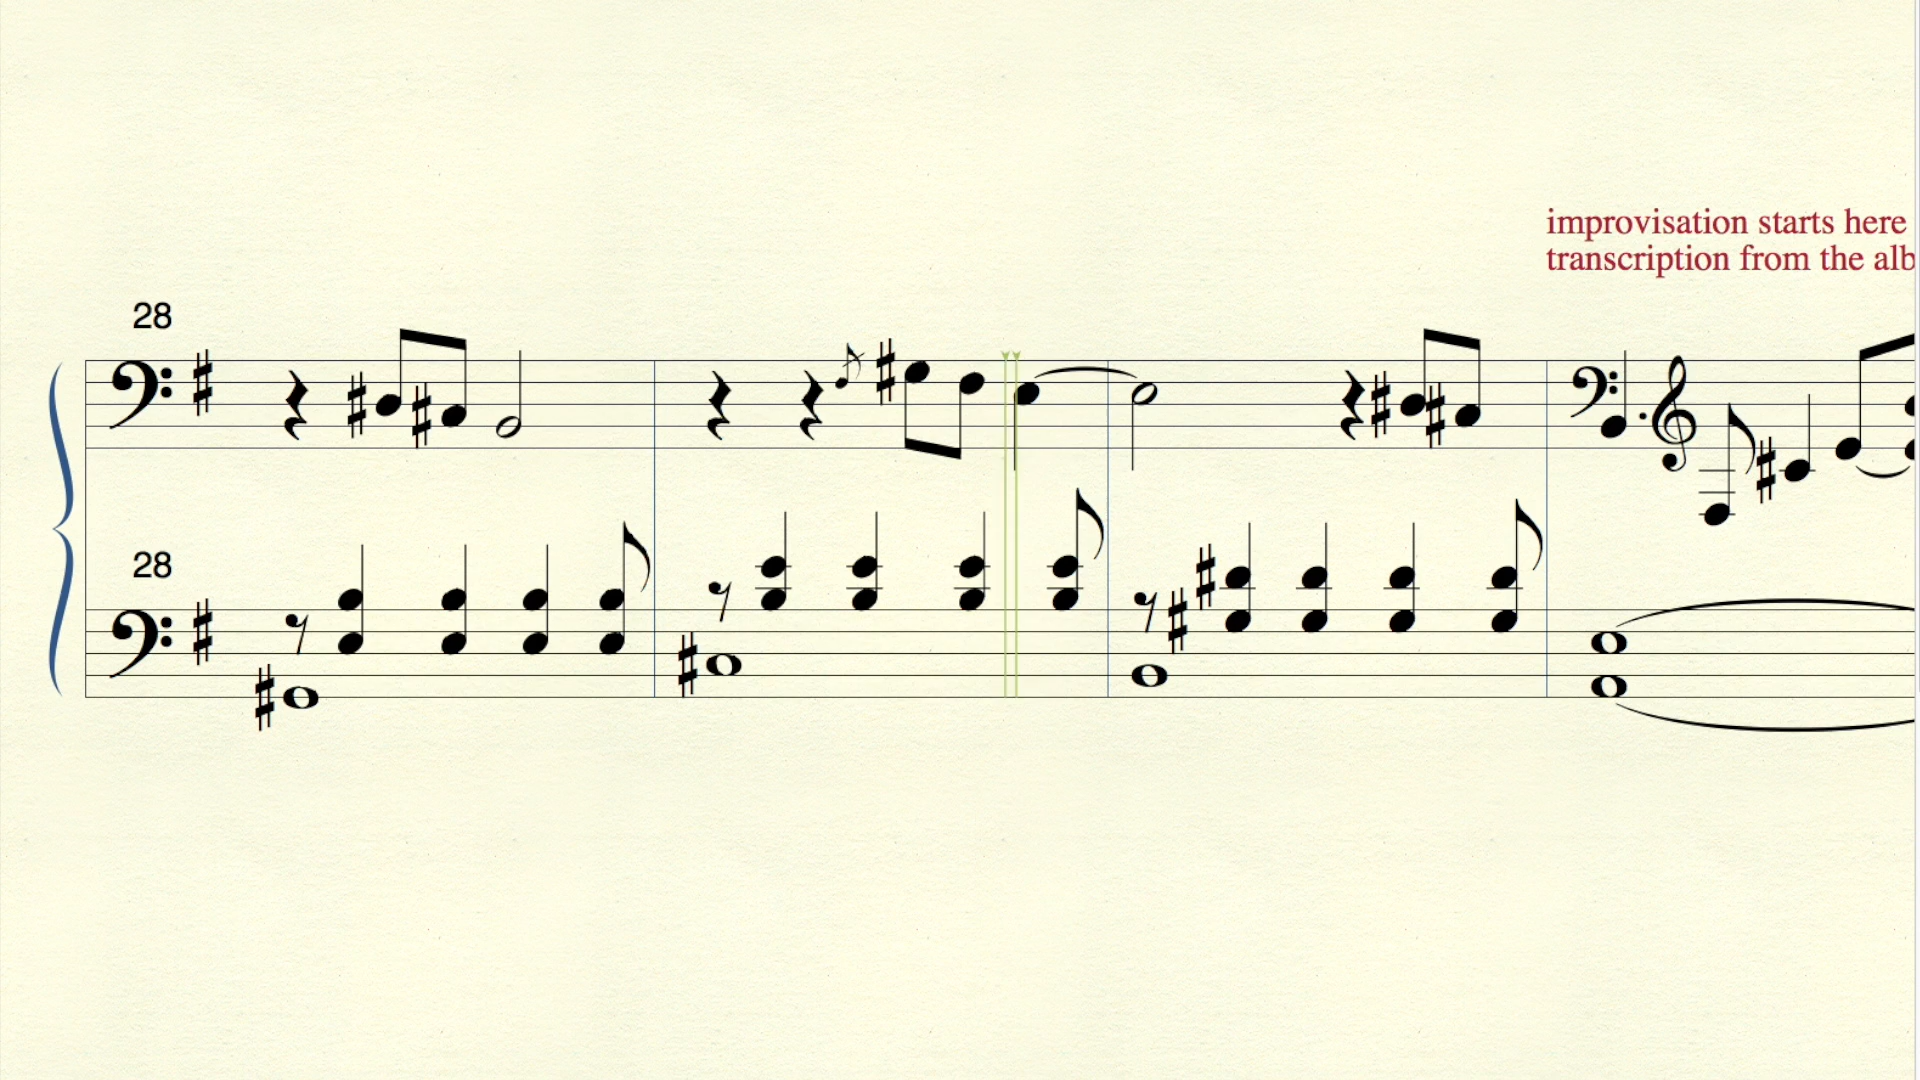 improvisation starts here
transcription from the alb
28
28